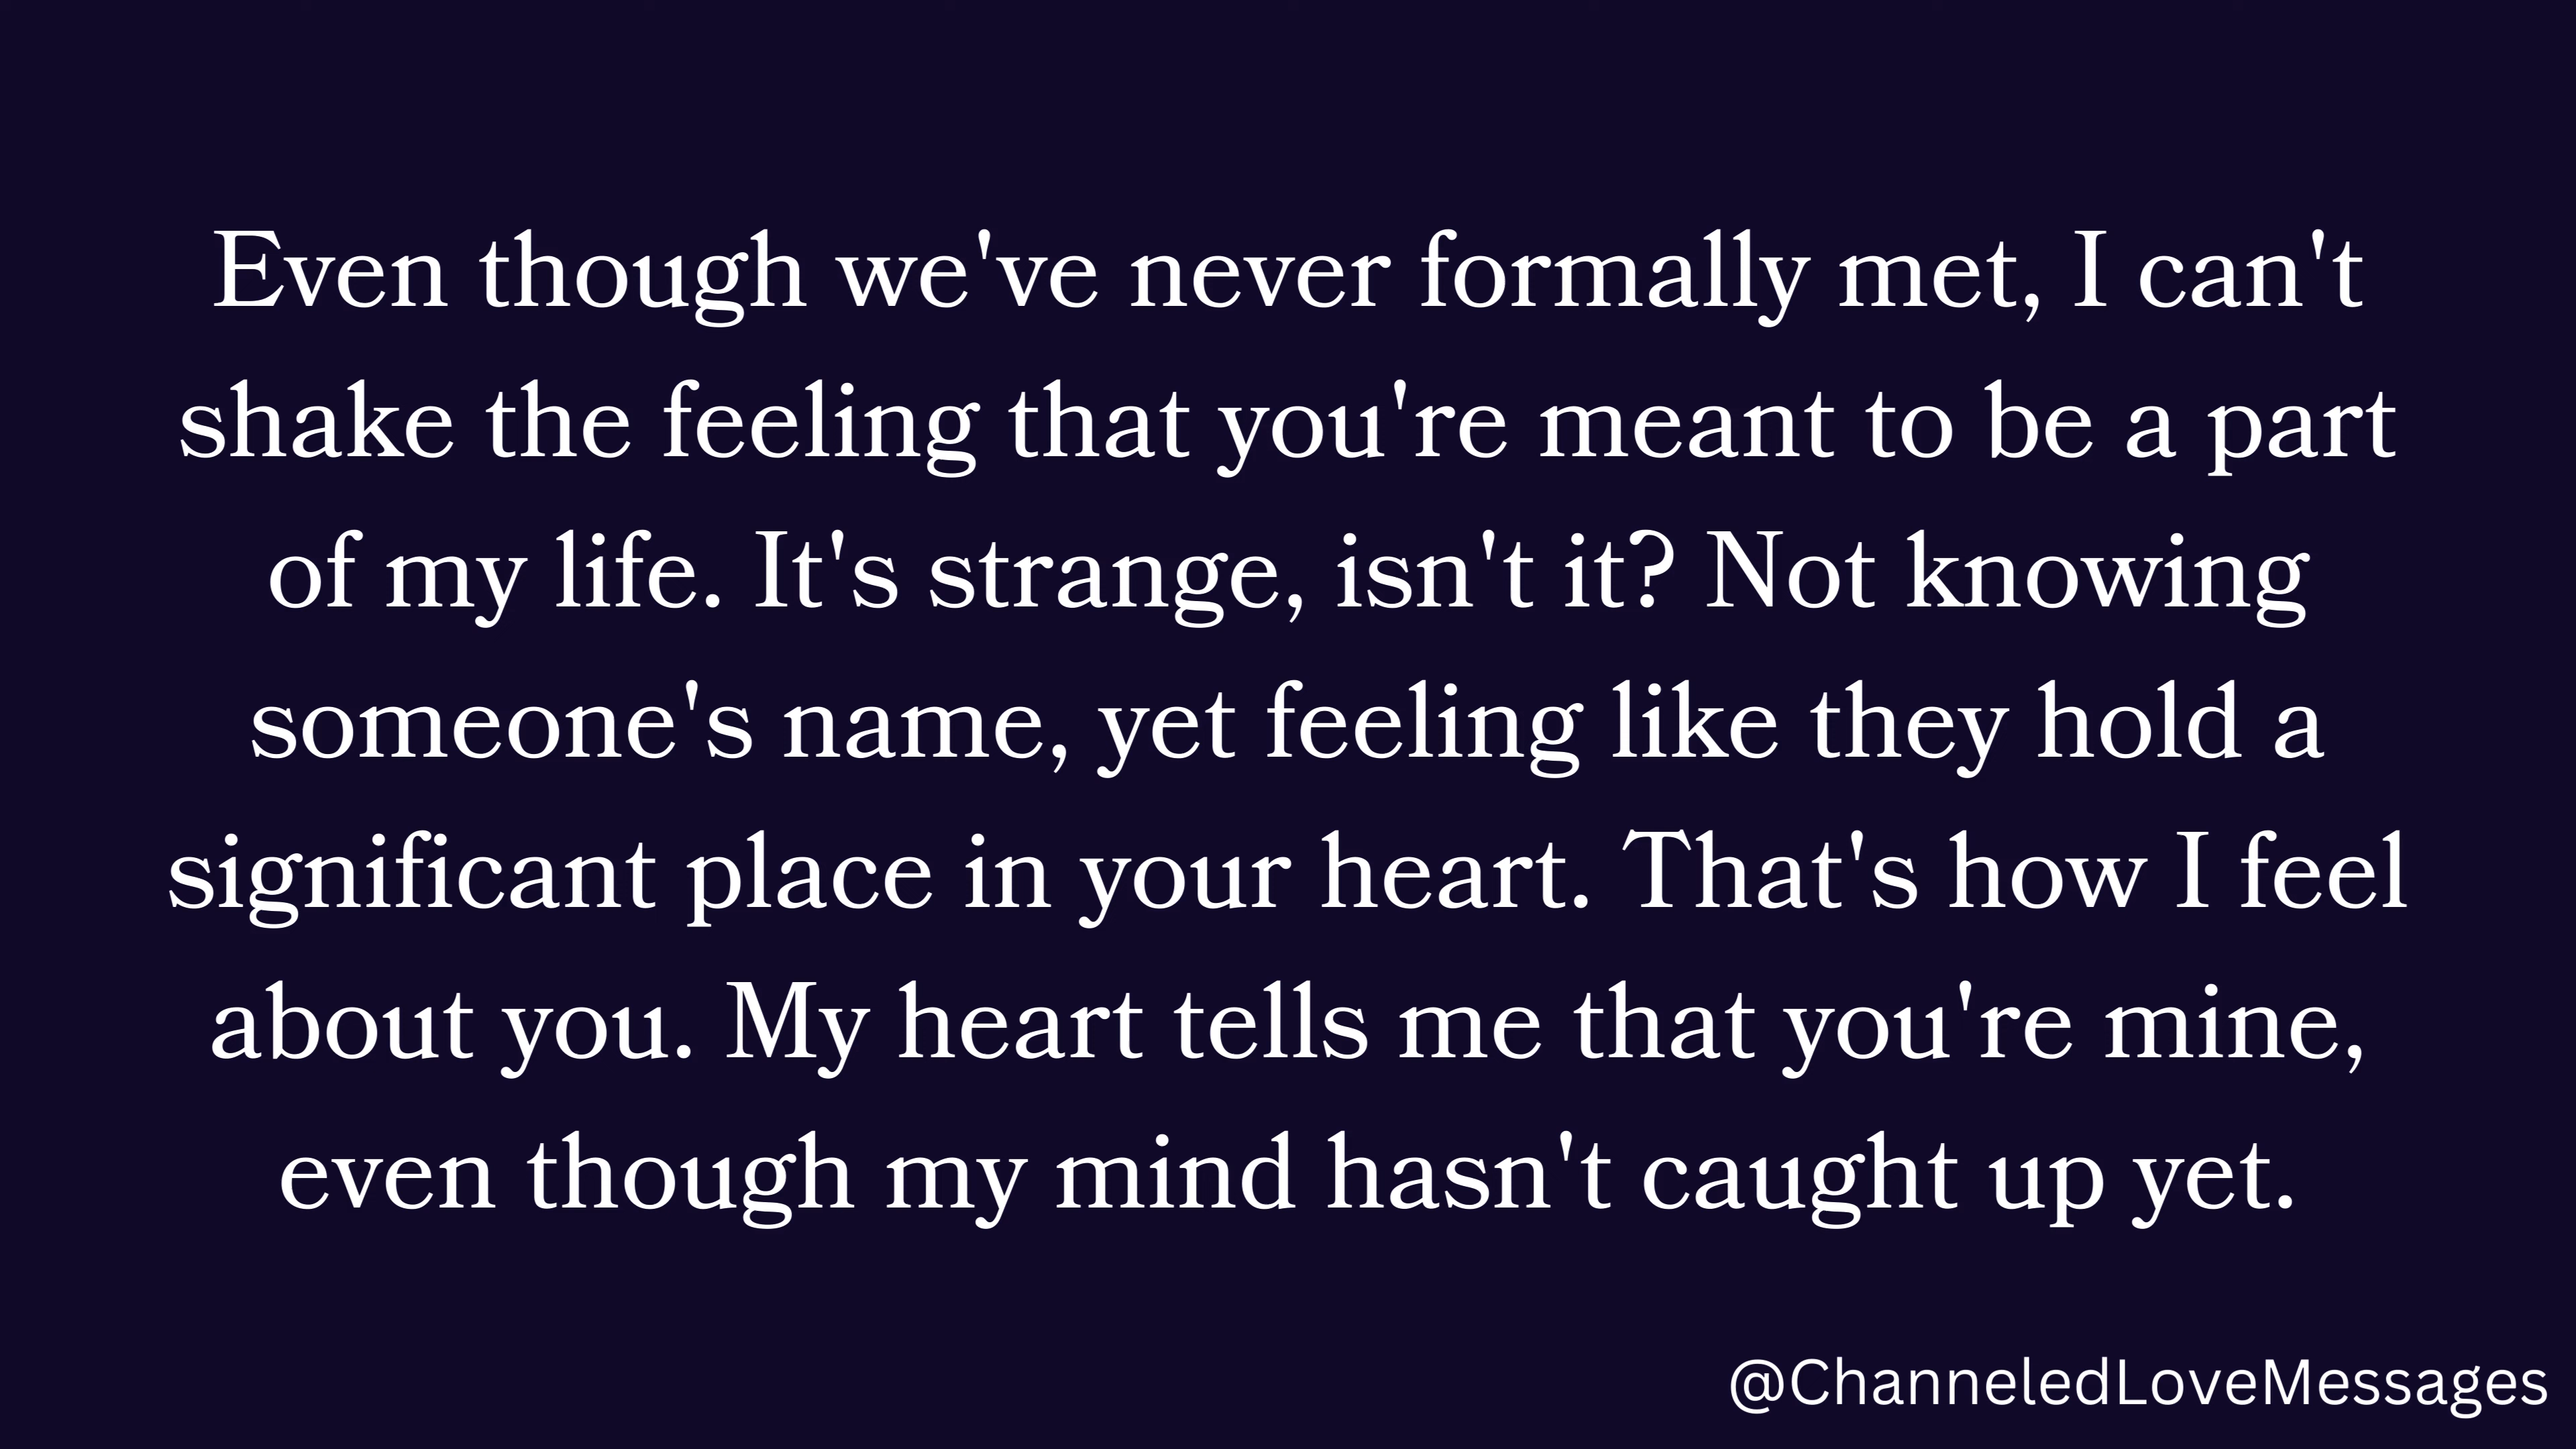 Even though we've never formally met, I can't
shake the feeling that you're meant to be a part
of my life. It's strange, isn't it? Not knowing
someone's name, yet feeling like they hold a
significant place in your heart. That's how I feel
about you. My heart tells me that you're mine,
even though my mind hasn't caught up yet.
@ChanneledLoveMessages